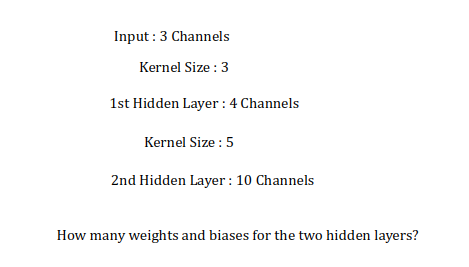 Input : 3 Channels
Kernel Size : 3
1st Hidden Layer : 4 Channels
Kernel Size : 5
2nd Hidden Layer : 10 Channels
How many weights and biases for the two hidden layers?